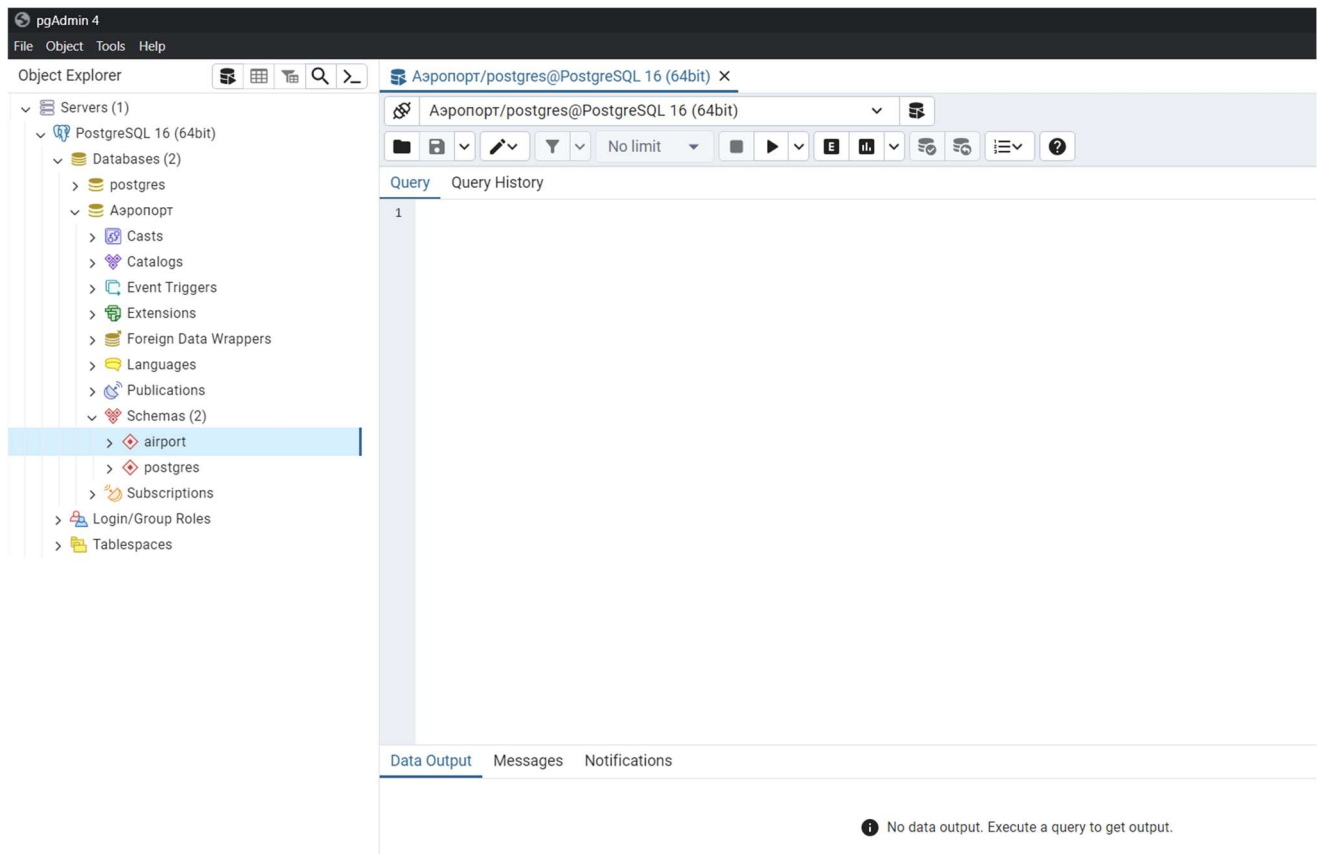 pgAdmin 4
File Object Tools Help
Object Explorer
Servers (1)
PostgreSQL 16 (64bit)
Databases (2)
postgres
Аэропорт
Casts
Catalogs
Event Triggers
Extensions
Foreign Data Wrappers
Languages
Publications
Schemas (2)
airport
postgres
Subscriptions
Login/Group Roles
Tablespaces
Аэропорт/postgres@PostgreSQL 16 (64bit)
Аэропорт/postgres@PostgreSQL 16 (64bit)
No limit
E
Query Query History
1
Data Output Messages Notifications
No data output. Execute a query to get output.